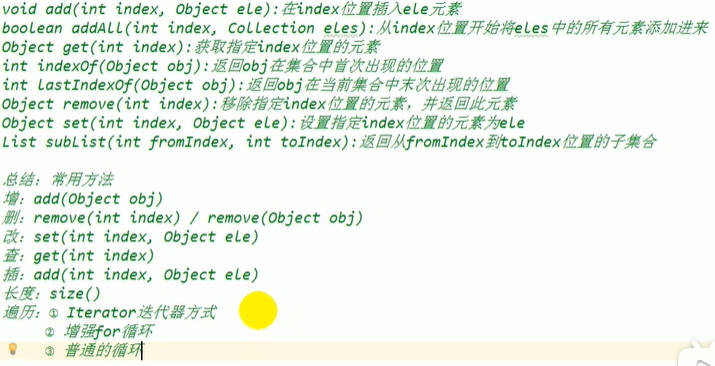 void add(int index, Object ele):在index位置插入ele元素
boolean addAll(int index, Collection eles):从index位置开始将eles中的所有元素添加进来
Object get(int index):获取指定index位置的元素
int indexOf(Object obj):返回obj在集合中首次出现的位置
int lastIndexOf(Object obj):返回obj在当前集合中末次出现的位置
Object remove(int index):移除指定index位置的元素，并返回此元素
Object set(int index, Object ele):设置指定index位置的元素为ele
List subList(int fromIndex, int toIndex):返回从fromIndex到toIndex位置的子集合
总结：常用方法
增：add(Object obj)
删：remove(int index) / remove(Object obj)
改：set(int index, Object ele)
查：get(int index)
插：add(int index, Object ele)
长度：size()
遍历：① Iterator迭代器方式
② 增强for循环
③ 普通的循环